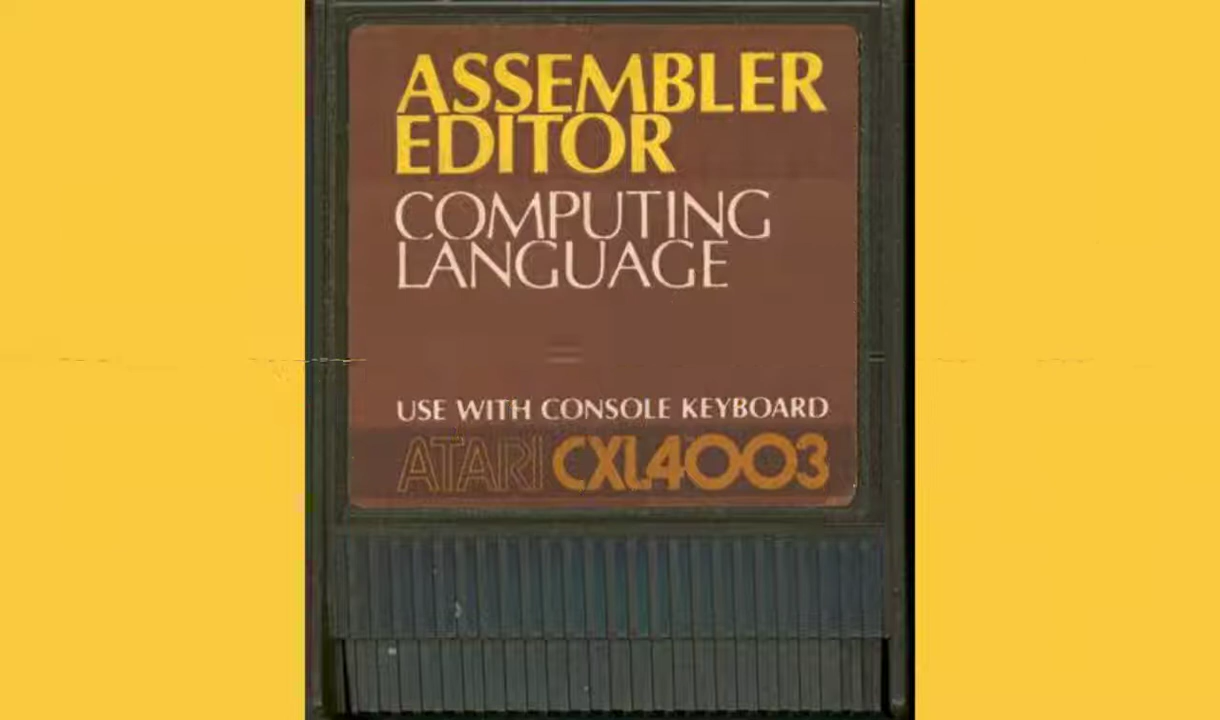 ASSEMBLER
EDITOR
COMPUTING
LANGUAGE
USE WITH CONSOLE KEYBOARD
ATARI CXL4003